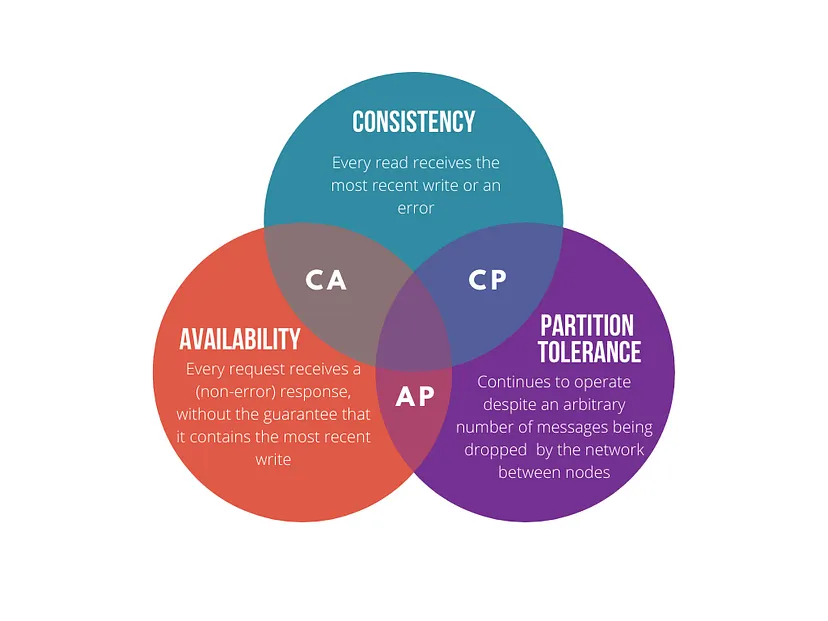 CONSISTENCY
Every read receives the
most recent write or an
error
CA
CP
AVAILABILITY
Every request receives a
(non-error) response,
without the guarantee that
it contains the most recent
write
AP
PARTITION
TOLERANCE
Continues to operate
despite an arbitrary
number of messages being
dropped by the network
between nodes